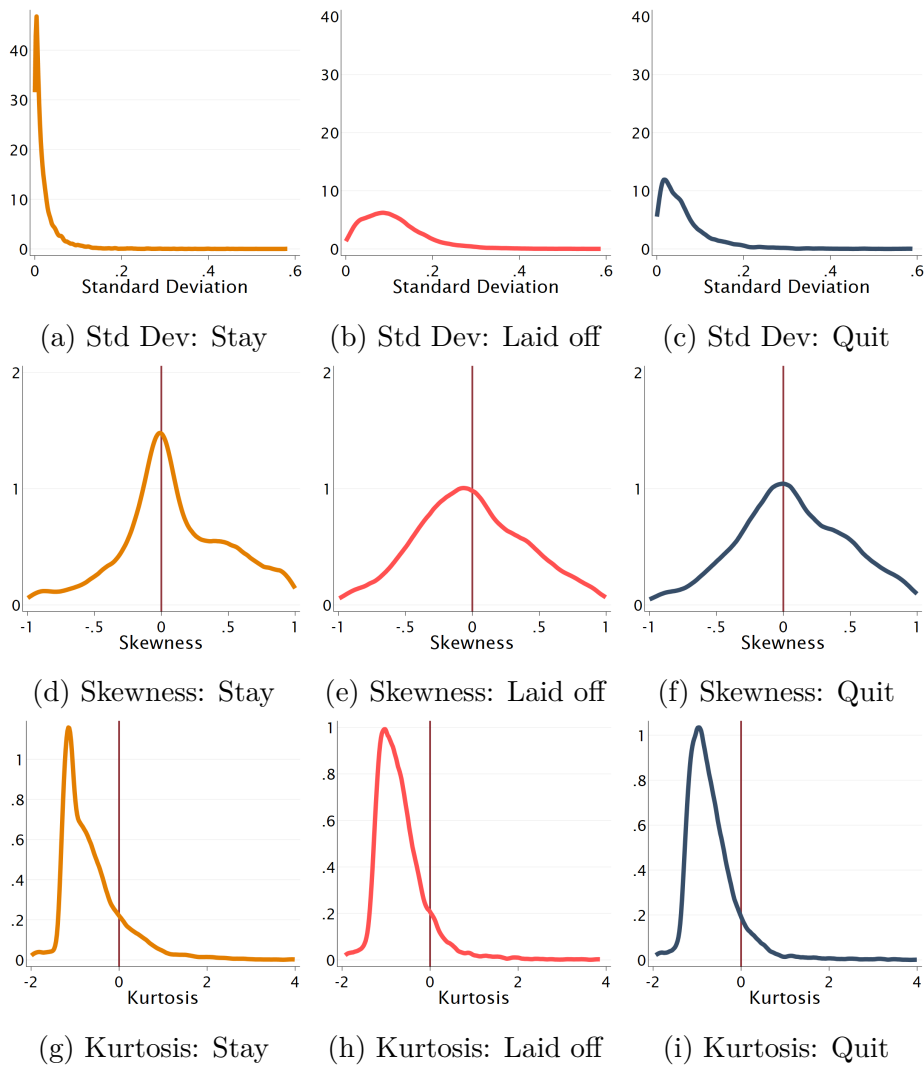 40
30
20
10
0
0 .2 .4 .6
Standard Deviation
(a) Std Dev: Stay
40
30
20
10
0
0 .2 .4 .6
Standard Deviation
(b) Std Dev: Laid off
40
30
20
10
0
0 .2 .4 .6
Standard Deviation
(c) Std Dev: Quit
2
1
0
-1 -.5 0 .5 1
Skewness
(d) Skewness: Stay
2
1
0
-1 -.5 0 .5 1
Skewness
(e) Skewness: Laid off
2
1
0
-1 -.5 0 .5 1
Skewness
(f) Skewness: Quit
1
.8
.6
.4
.2
0
-2 0 2 4
Kurtosis
(g) Kurtosis: Stay
1
.8
.6
.4
.2
0
-2 0 2 4
Kurtosis
(h) Kurtosis: Laid off
1
.8
.6
.4
.2
0
-2 0 2 4
Kurtosis
(i) Kurtosis: Quit